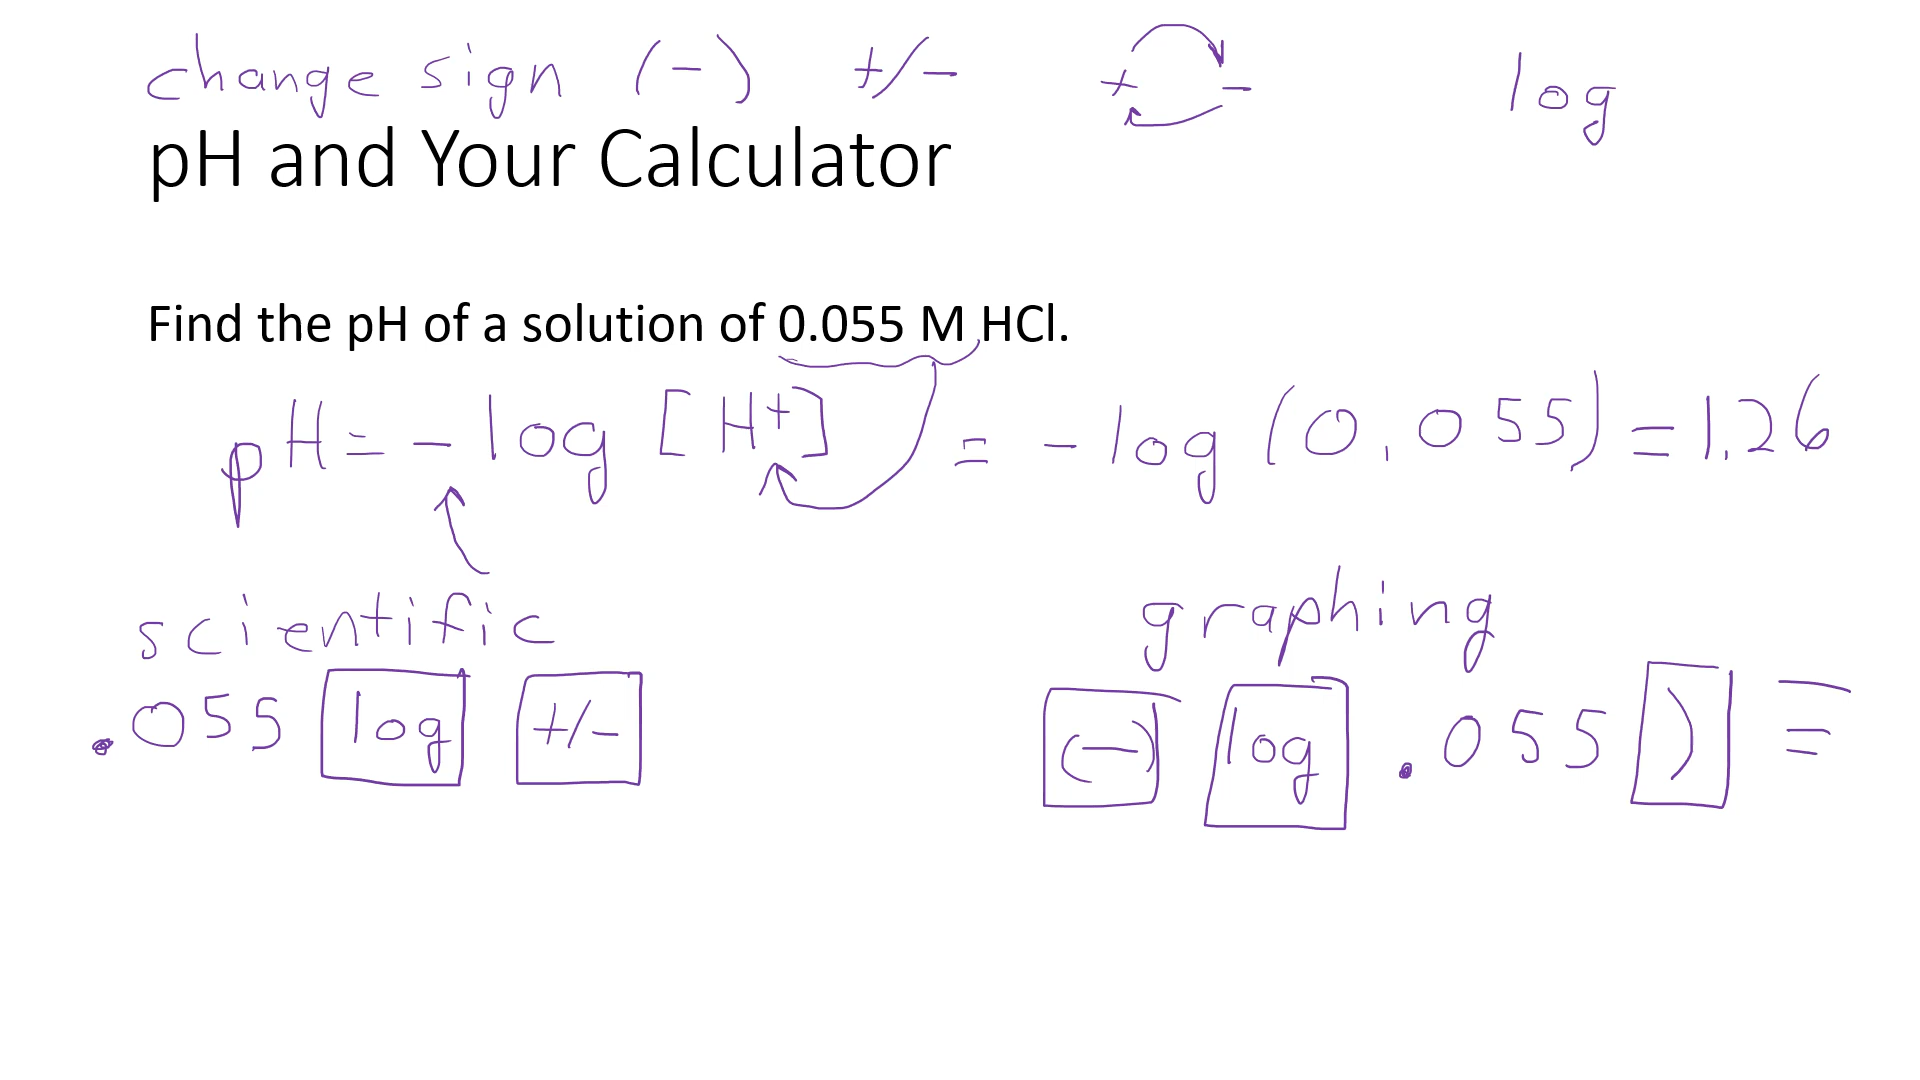 change sign (-) +/- + - log
pH and Your Calculator
Find the pH of a solution of 0.055 M HCl.
pH = - log [H+] = - log (0.055) = 1.26
scientific graphing
.055 log +/- (-) log .055 ) =